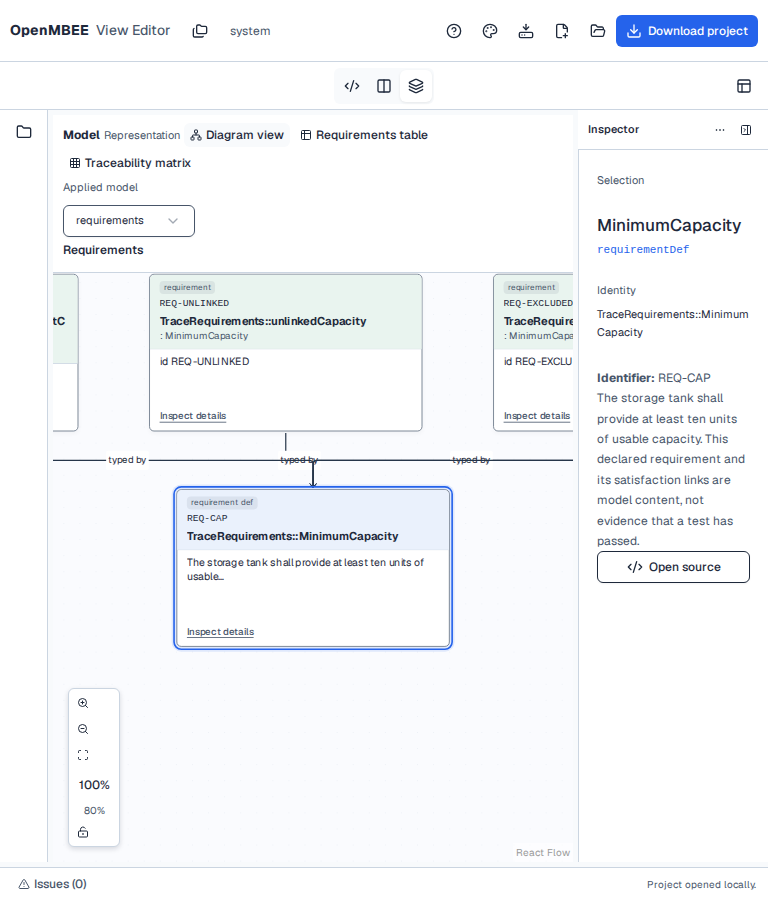 OpenMBEE View Editor system Download project
Model Representation Diagram view Requirements table
Traceability matrix
Applied model
requirements
Requirements
tC
requirement
REQ-UNLINKED
TraceRequirements::unlinkedCapacity
: MinimumCapacity
id REQ-UNLINKED
Inspect details
requirement
REQ-EXCLUDED
TraceRequire
: MinimumCapac
id REQ-EXCLU
Inspect details
typed by typed by typed by
requirement def
REQ-CAP
TraceRequirements::MinimumCapacity
The storage tank shall provide at least ten units of
usable…
Inspect details
100%
80%
React Flow
Inspector
Selection
MinimumCapacity
requirementDef
Identity
TraceRequirements::Minimum
Capacity
Identifier: REQ-CAP
The storage tank shall
provide at least ten units
of usable capacity. This
declared requirement and
its satisfaction links are
model content, not
evidence that a test has
passed.
Open source
Issues (0)
Project opened locally.